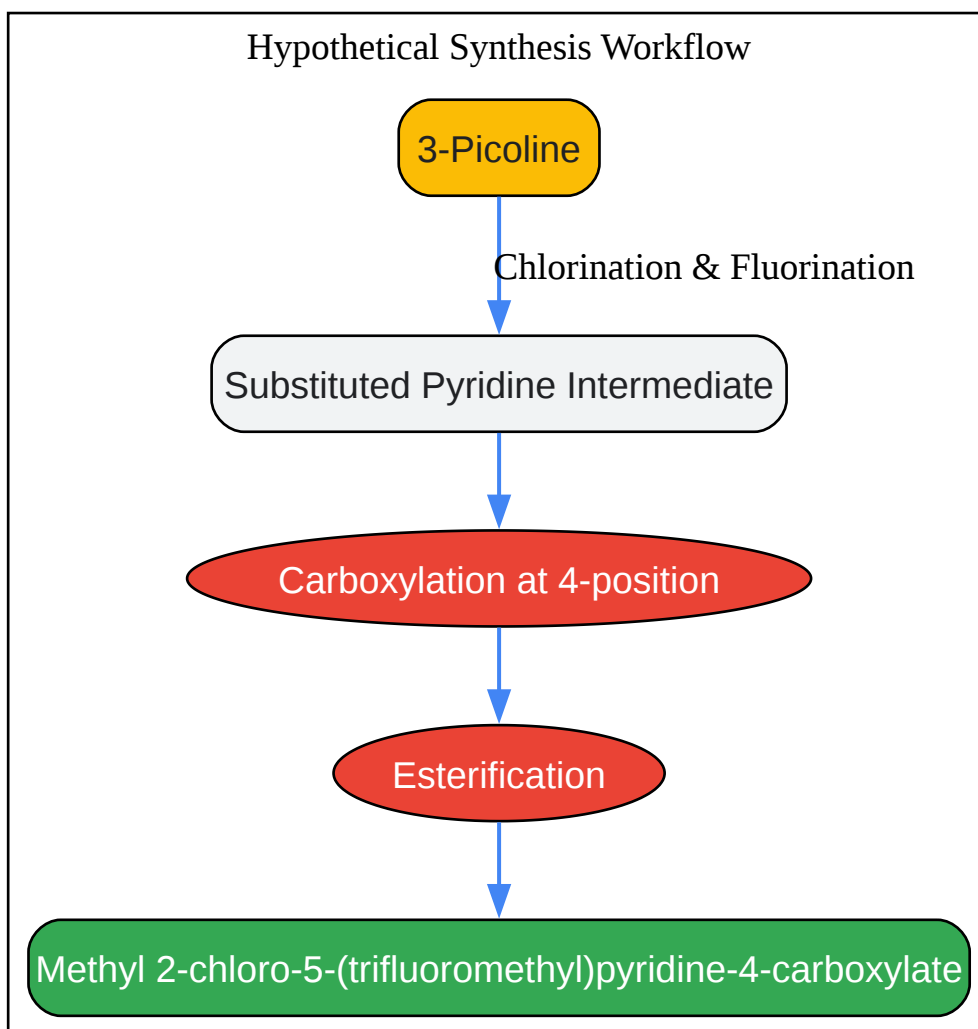 Hypothetical Synthesis Workflow
3-Picoline
Chlorination & Fluorination
Substituted Pyridine Intermediate
Carboxylation at 4-position
Esterification
Methyl 2-chloro-5-(trifluoromethyl)pyridine-4-carboxylate